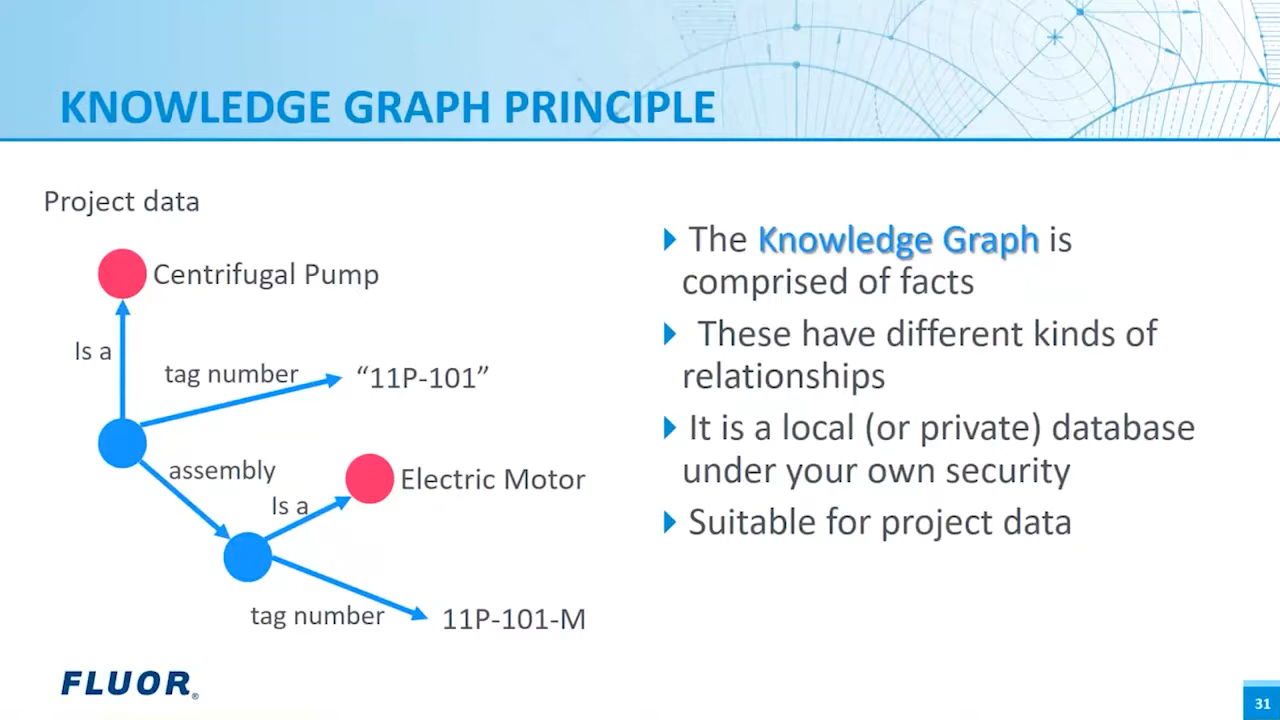 KNOWLEDGE GRAPH PRINCIPLE
Project data
Centrifugal Pump
Is a
tag number
“11P-101”
assembly
Is a
Electric Motor
tag number
11P-101-M
The Knowledge Graph is
comprised of facts
These have different kinds of
relationships
It is a local (or private) database
under your own security
Suitable for project data
FLUOR®
31